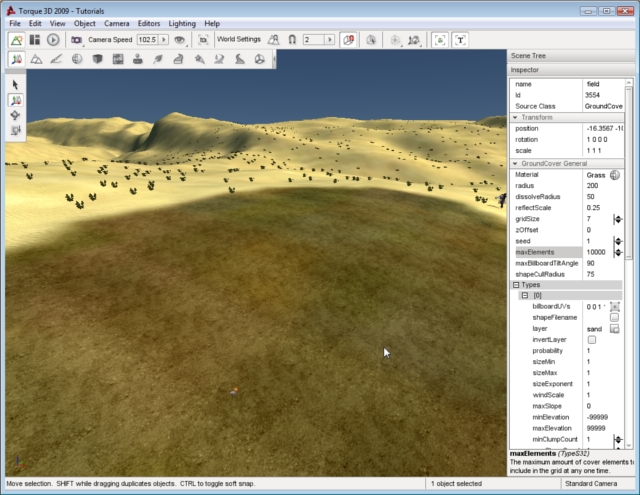 Torque 3D 2009 - Tutorials
File Edit View Object Camera Editors Lighting Help
Camera Speed 102.5 World Settings 2 T
Scene Tree
Inspector
name field
Id 3554
Source Class GroundCove
Transform
position -16.3567 -10
rotation 1 0 0 0
scale 1 1 1
GroundCover General
Material Grass
radius 200
dissolveRadius 50
reflectScale 0.25
gridSize 7
zOffset 0
seed 1
maxElements 10000
maxBillboardTiltAngle 90
shapeCullRadius 75
Types
[0]
billboardUVs 0 0 1
shapeFilename
layer sand
invertLayer
probability 1
sizeMin 1
sizeMax 1
sizeExponent 1
windScale 1
maxSlope 0
minElevation -99999
maxElevation 99999
minClumpCount 1
maxElements (TypeS32)
The maximum amount of cover elements to
include in the grid at any one time.
Move selection. SHIFT while dragging duplicates objects. CTRL to toggle soft snap. 1 object selected Standard Camera